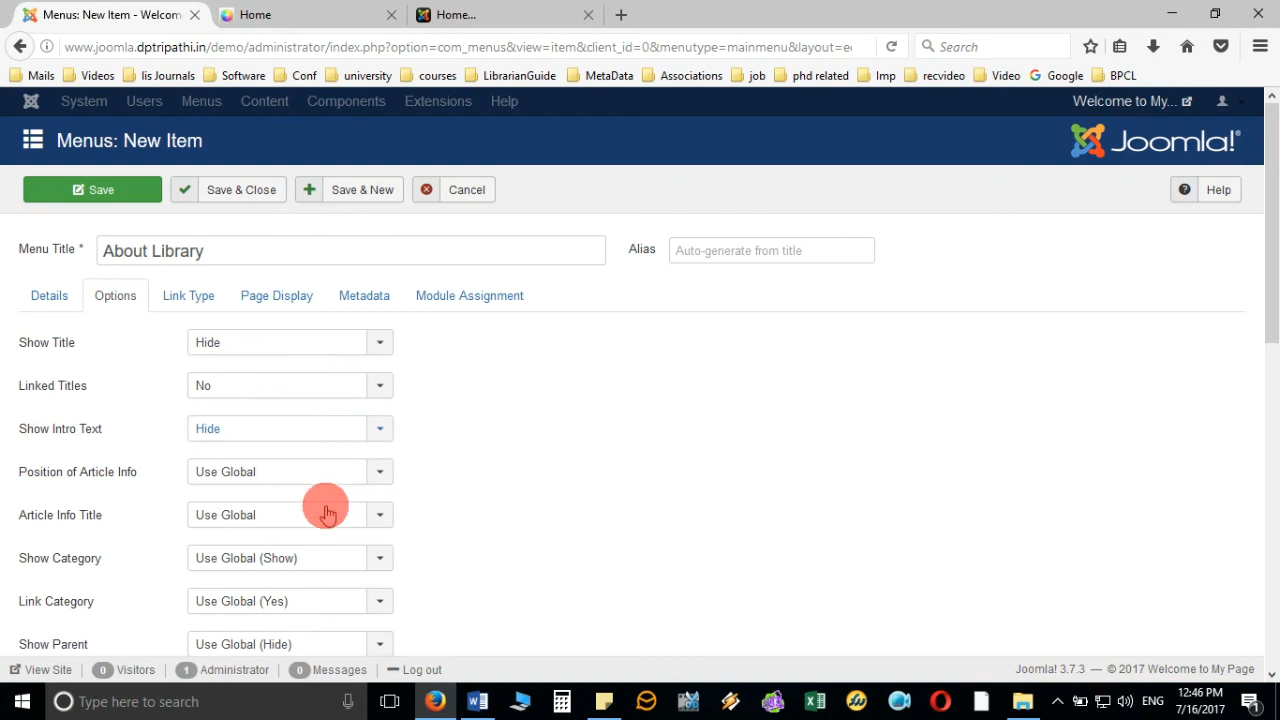 Menus: New Item - Welcom
Home
Home...
www.joomla.dptripathi.in/demo/administrator/index.php?option=com_menus&view=item&client_id=0&menutype=mainmenu&layout=e
Search
Mails Videos lis Journals Software Conf university courses LibrarianGuide MetaData Associations job phd related Imp recvideo Video Google BPCL
System Users Menus Content Components Extensions Help
Welcome to My...
Menus: New Item
Joomla!®
Save Save & Close Save & New Cancel Help
Menu Title * About Library Alias Auto-generate from title
Details Options Link Type Page Display Metadata Module Assignment
Show Title Hide
Linked Titles No
Show Intro Text Hide
Position of Article Info Use Global
Article Info Title Use Global
Show Category Use Global (Show)
Link Category Use Global (Yes)
Show Parent Use Global (Hide)
View Site 0 Visitors 1 Administrator 0 Messages Log out
Joomla! 3.7.3 — © 2017 Welcome to My Page
Type here to search
ENG
12:46 PM
7/16/2017
1